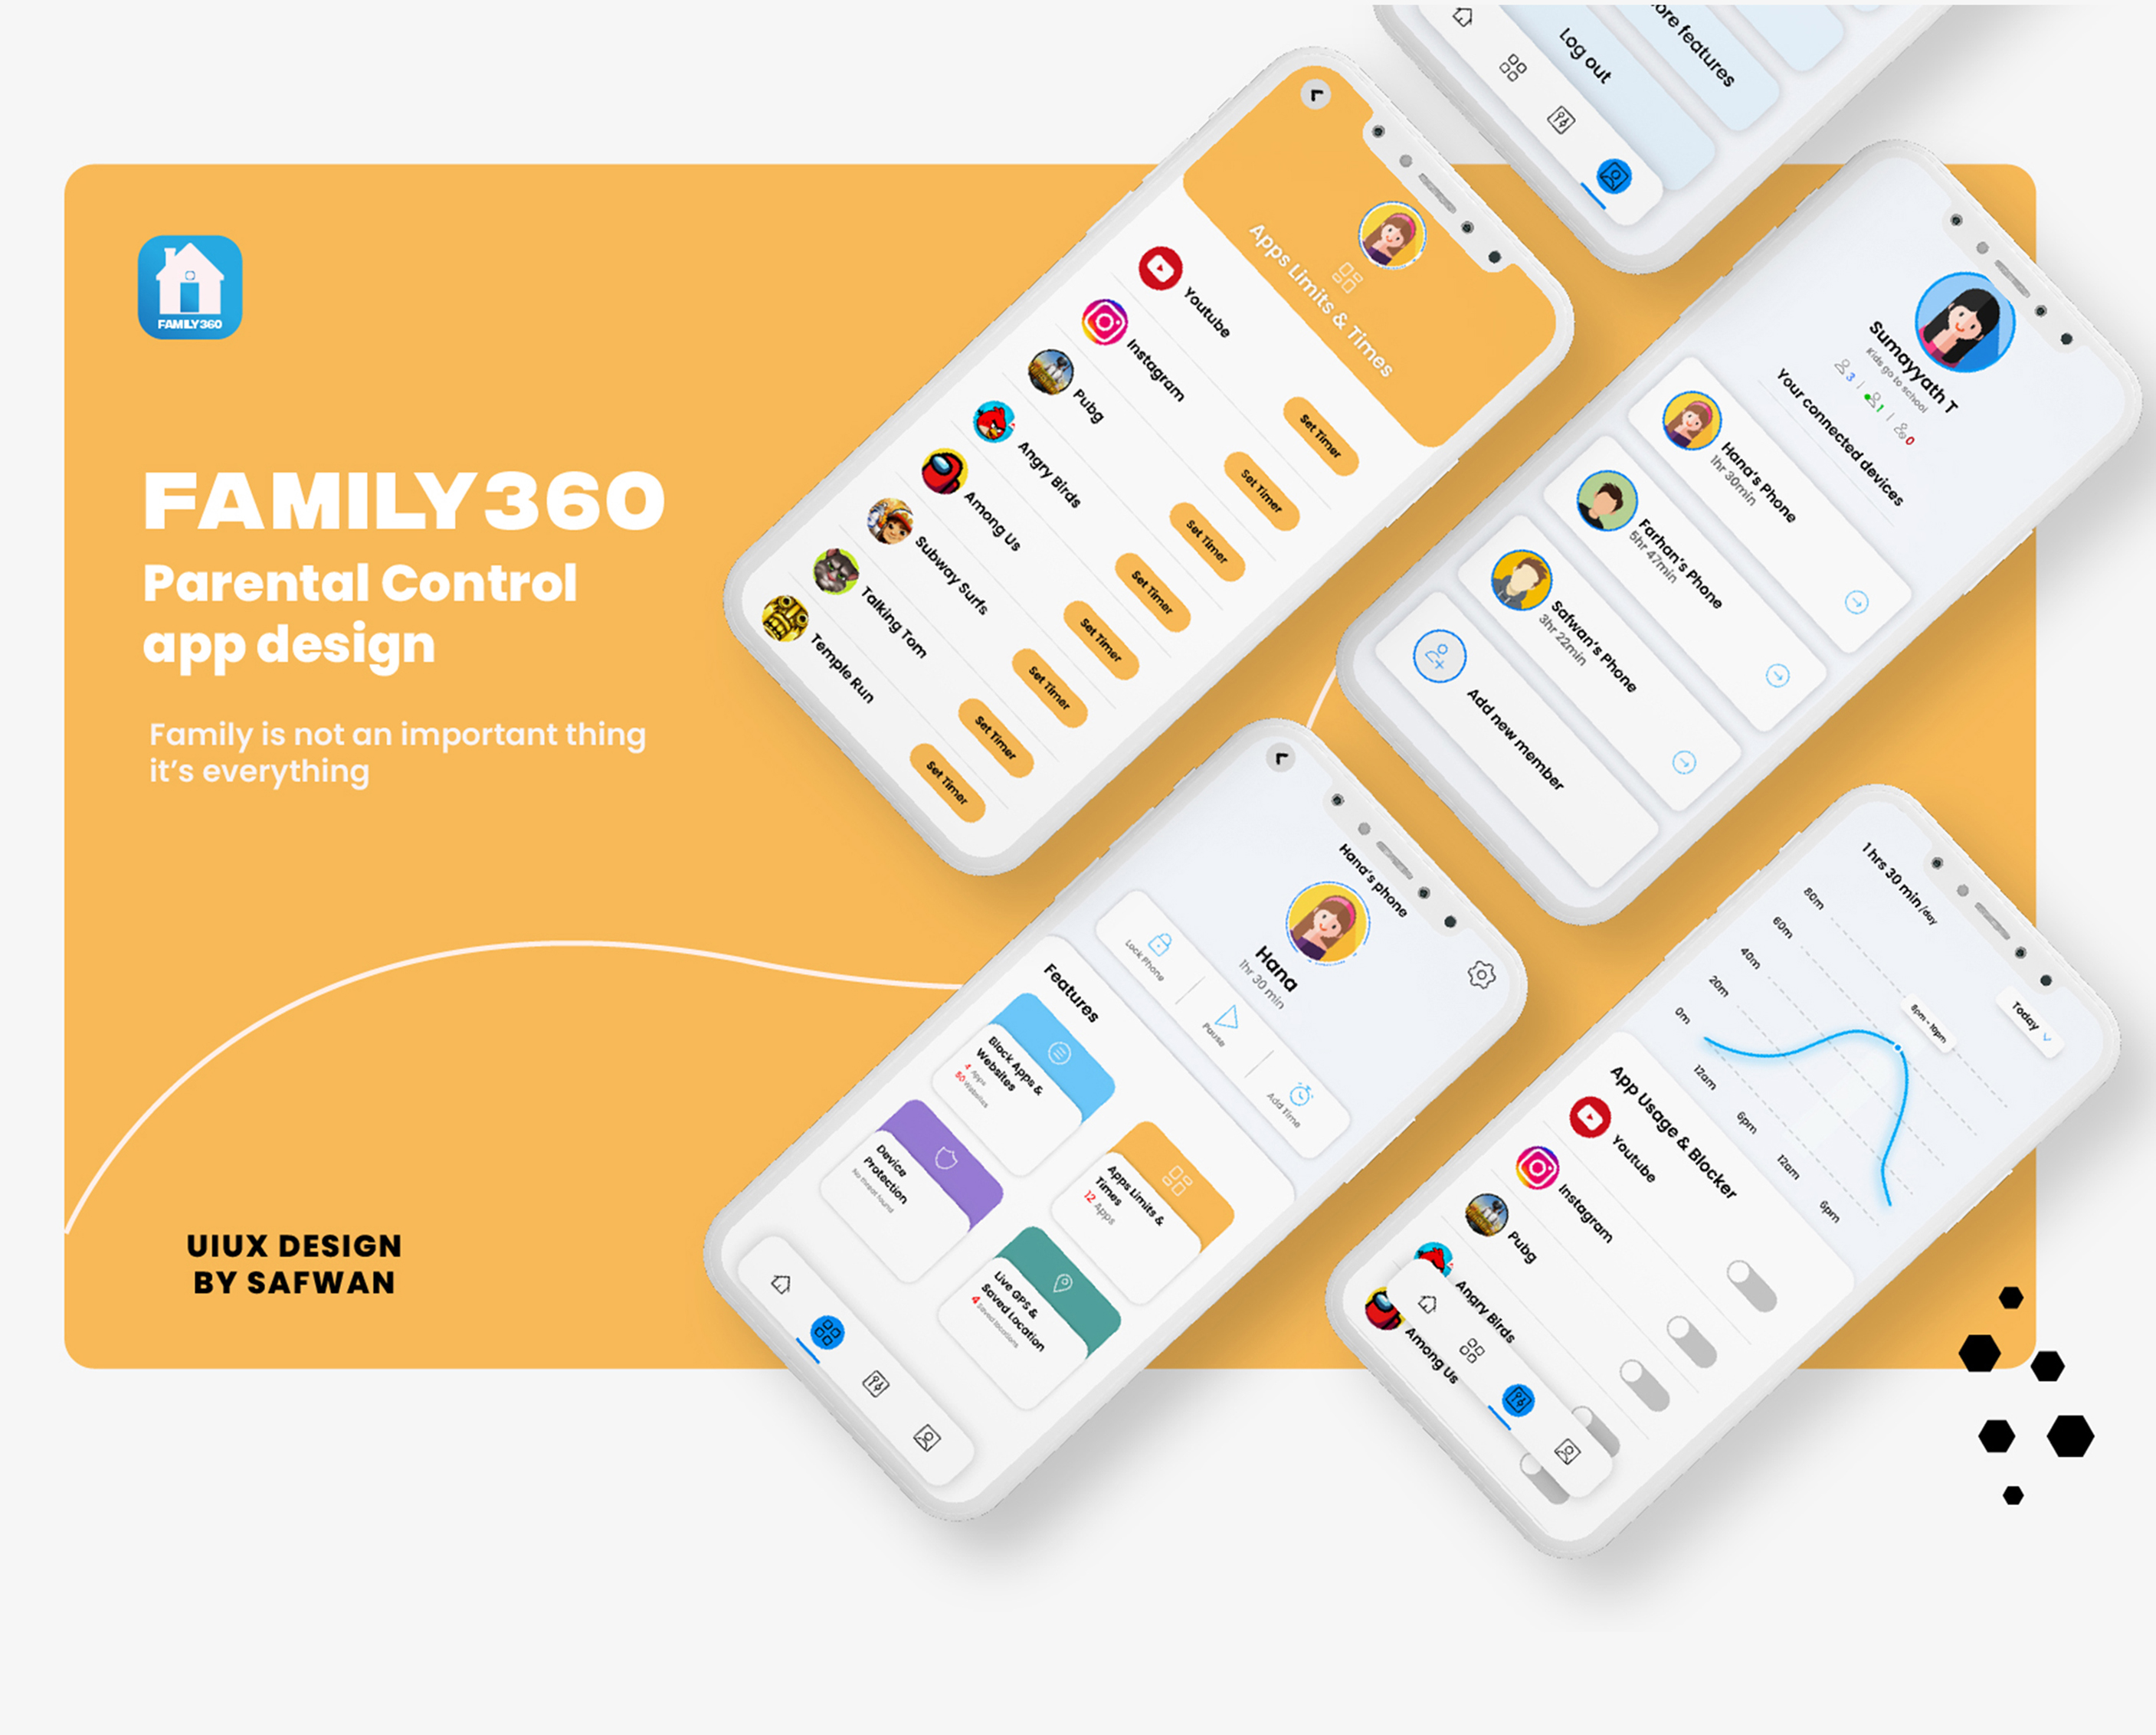 FAMILY360
FAMILY360
Parental Control
app design
Family is not an important thing
it's everything
UIUX DESIGN
BY SAFWAN
Apps Limits & Times
Youtube
Set Timer
Instagram
Set Timer
Pubg
Set Timer
Angry Birds
Set Timer
Among Us
Set Timer
Subway Surfs
Set Timer
Talking Tom
Set Timer
Temple Run
Set Timer
ore features
Log out
Sumayyath T
Kids go to school
3 | 1 | 0
Your connected devices
Hana's Phone
1hr 30min
Farhan's Phone
5hr 47min
Safwan's Phone
3hr 22min
Add new member
Hana's phone
Hana
1hr 30 min
Lock Phone
Pause
Add Time
Features
Block Apps &
Websites
4 Apps
50 Websites
Apps Limits &
Times
12 Apps
Device
Protection
No threat found
Live GPS &
Saved Location
4 Saved locations
1 hrs 30 min /day
Today
80m
60m
40m
20m
0m
8pm - 10pm
12am
6pm
12am
6pm
App Usage & Blocker
Youtube
Instagram
Pubg
Angry Birds
Among Us